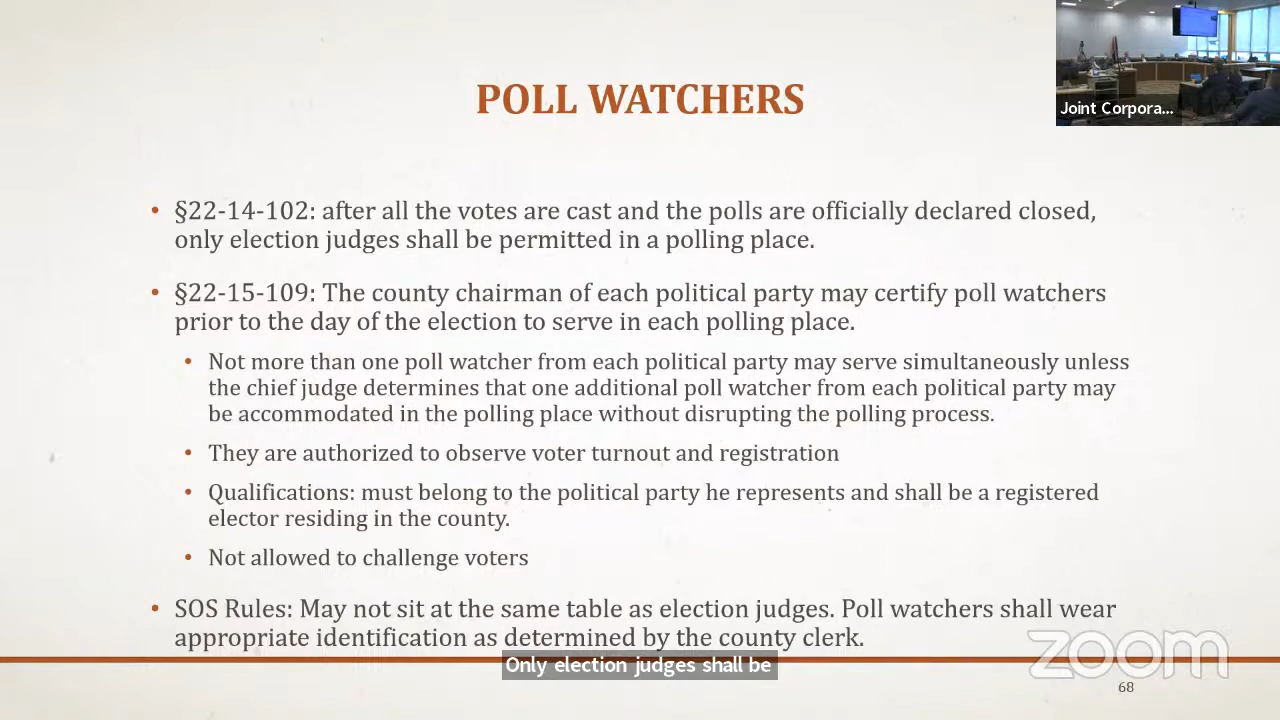 POLL WATCHERS
Joint Corpora...
• §22-14-102: after all the votes are cast and the polls are officially declared closed,
only election judges shall be permitted in a polling place.
• §22-15-109: The county chairman of each political party may certify poll watchers
prior to the day of the election to serve in each polling place.
• Not more than one poll watcher from each political party may serve simultaneously unless
the chief judge determines that one additional poll watcher from each political party may
be accommodated in the polling place without disrupting the polling process.
• They are authorized to observe voter turnout and registration
• Qualifications: must belong to the political party he represents and shall be a registered
elector residing in the county.
• Not allowed to challenge voters
• SOS Rules: May not sit at the same table as election judges. Poll watchers shall wear
appropriate identification as determined by the county clerk.
zoom
Only election judges shall be
68